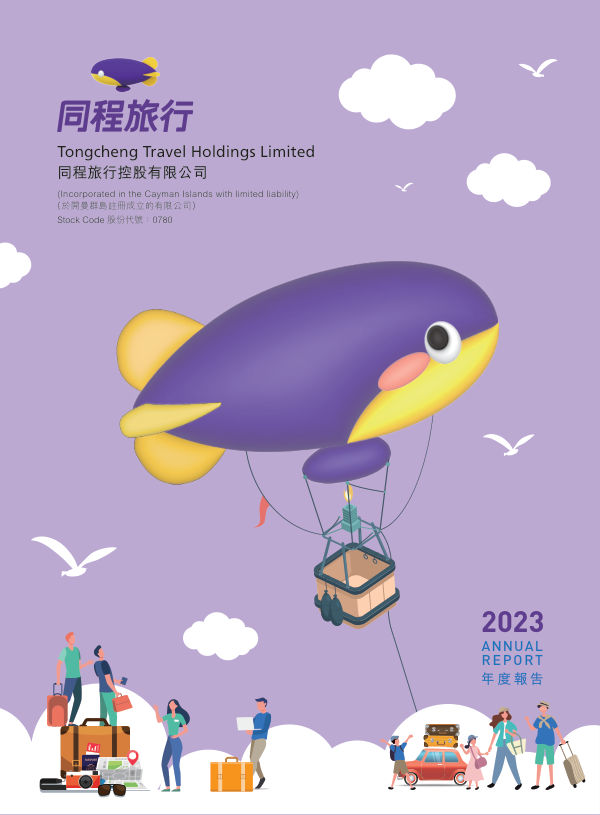 同程旅行
Tongcheng Travel Holdings Limited
同程旅行控股有限公司
(Incorporated in the Cayman Islands with limited liability)
(於開曼群島註冊成立的有限公司)
Stock Code 股份代號：0780
2023
ANNUAL
REPORT
年度報告